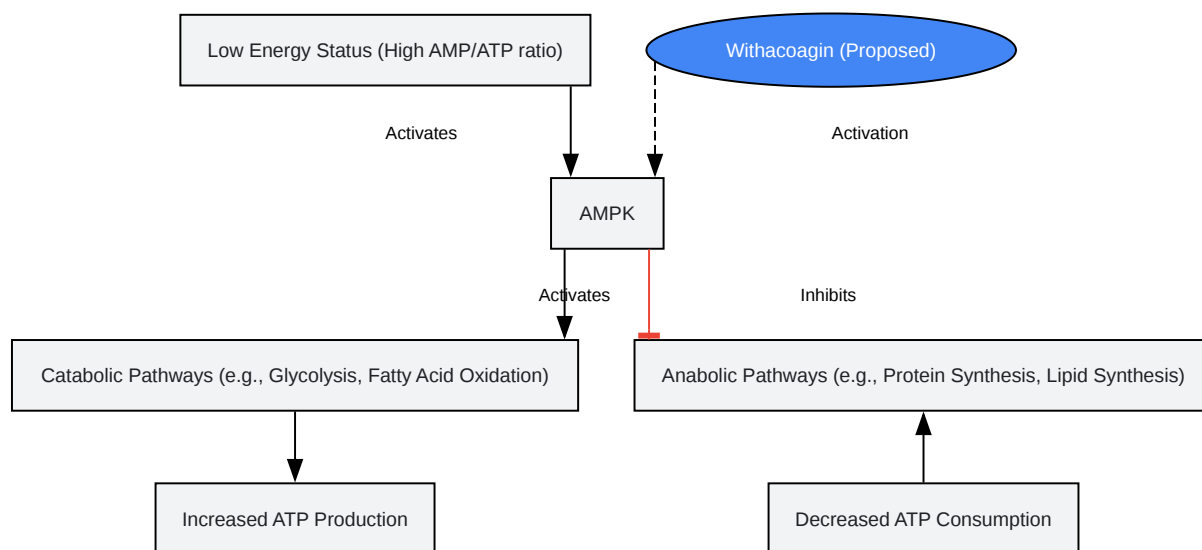 Low Energy Status (High AMP/ATP ratio)
Withacoagin (Proposed)
Activates
Activation
AMPK
Activates
Inhibits
Catabolic Pathways (e.g., Glycolysis, Fatty Acid Oxidation)
Anabolic Pathways (e.g., Protein Synthesis, Lipid Synthesis)
Increased ATP Production
Decreased ATP Consumption